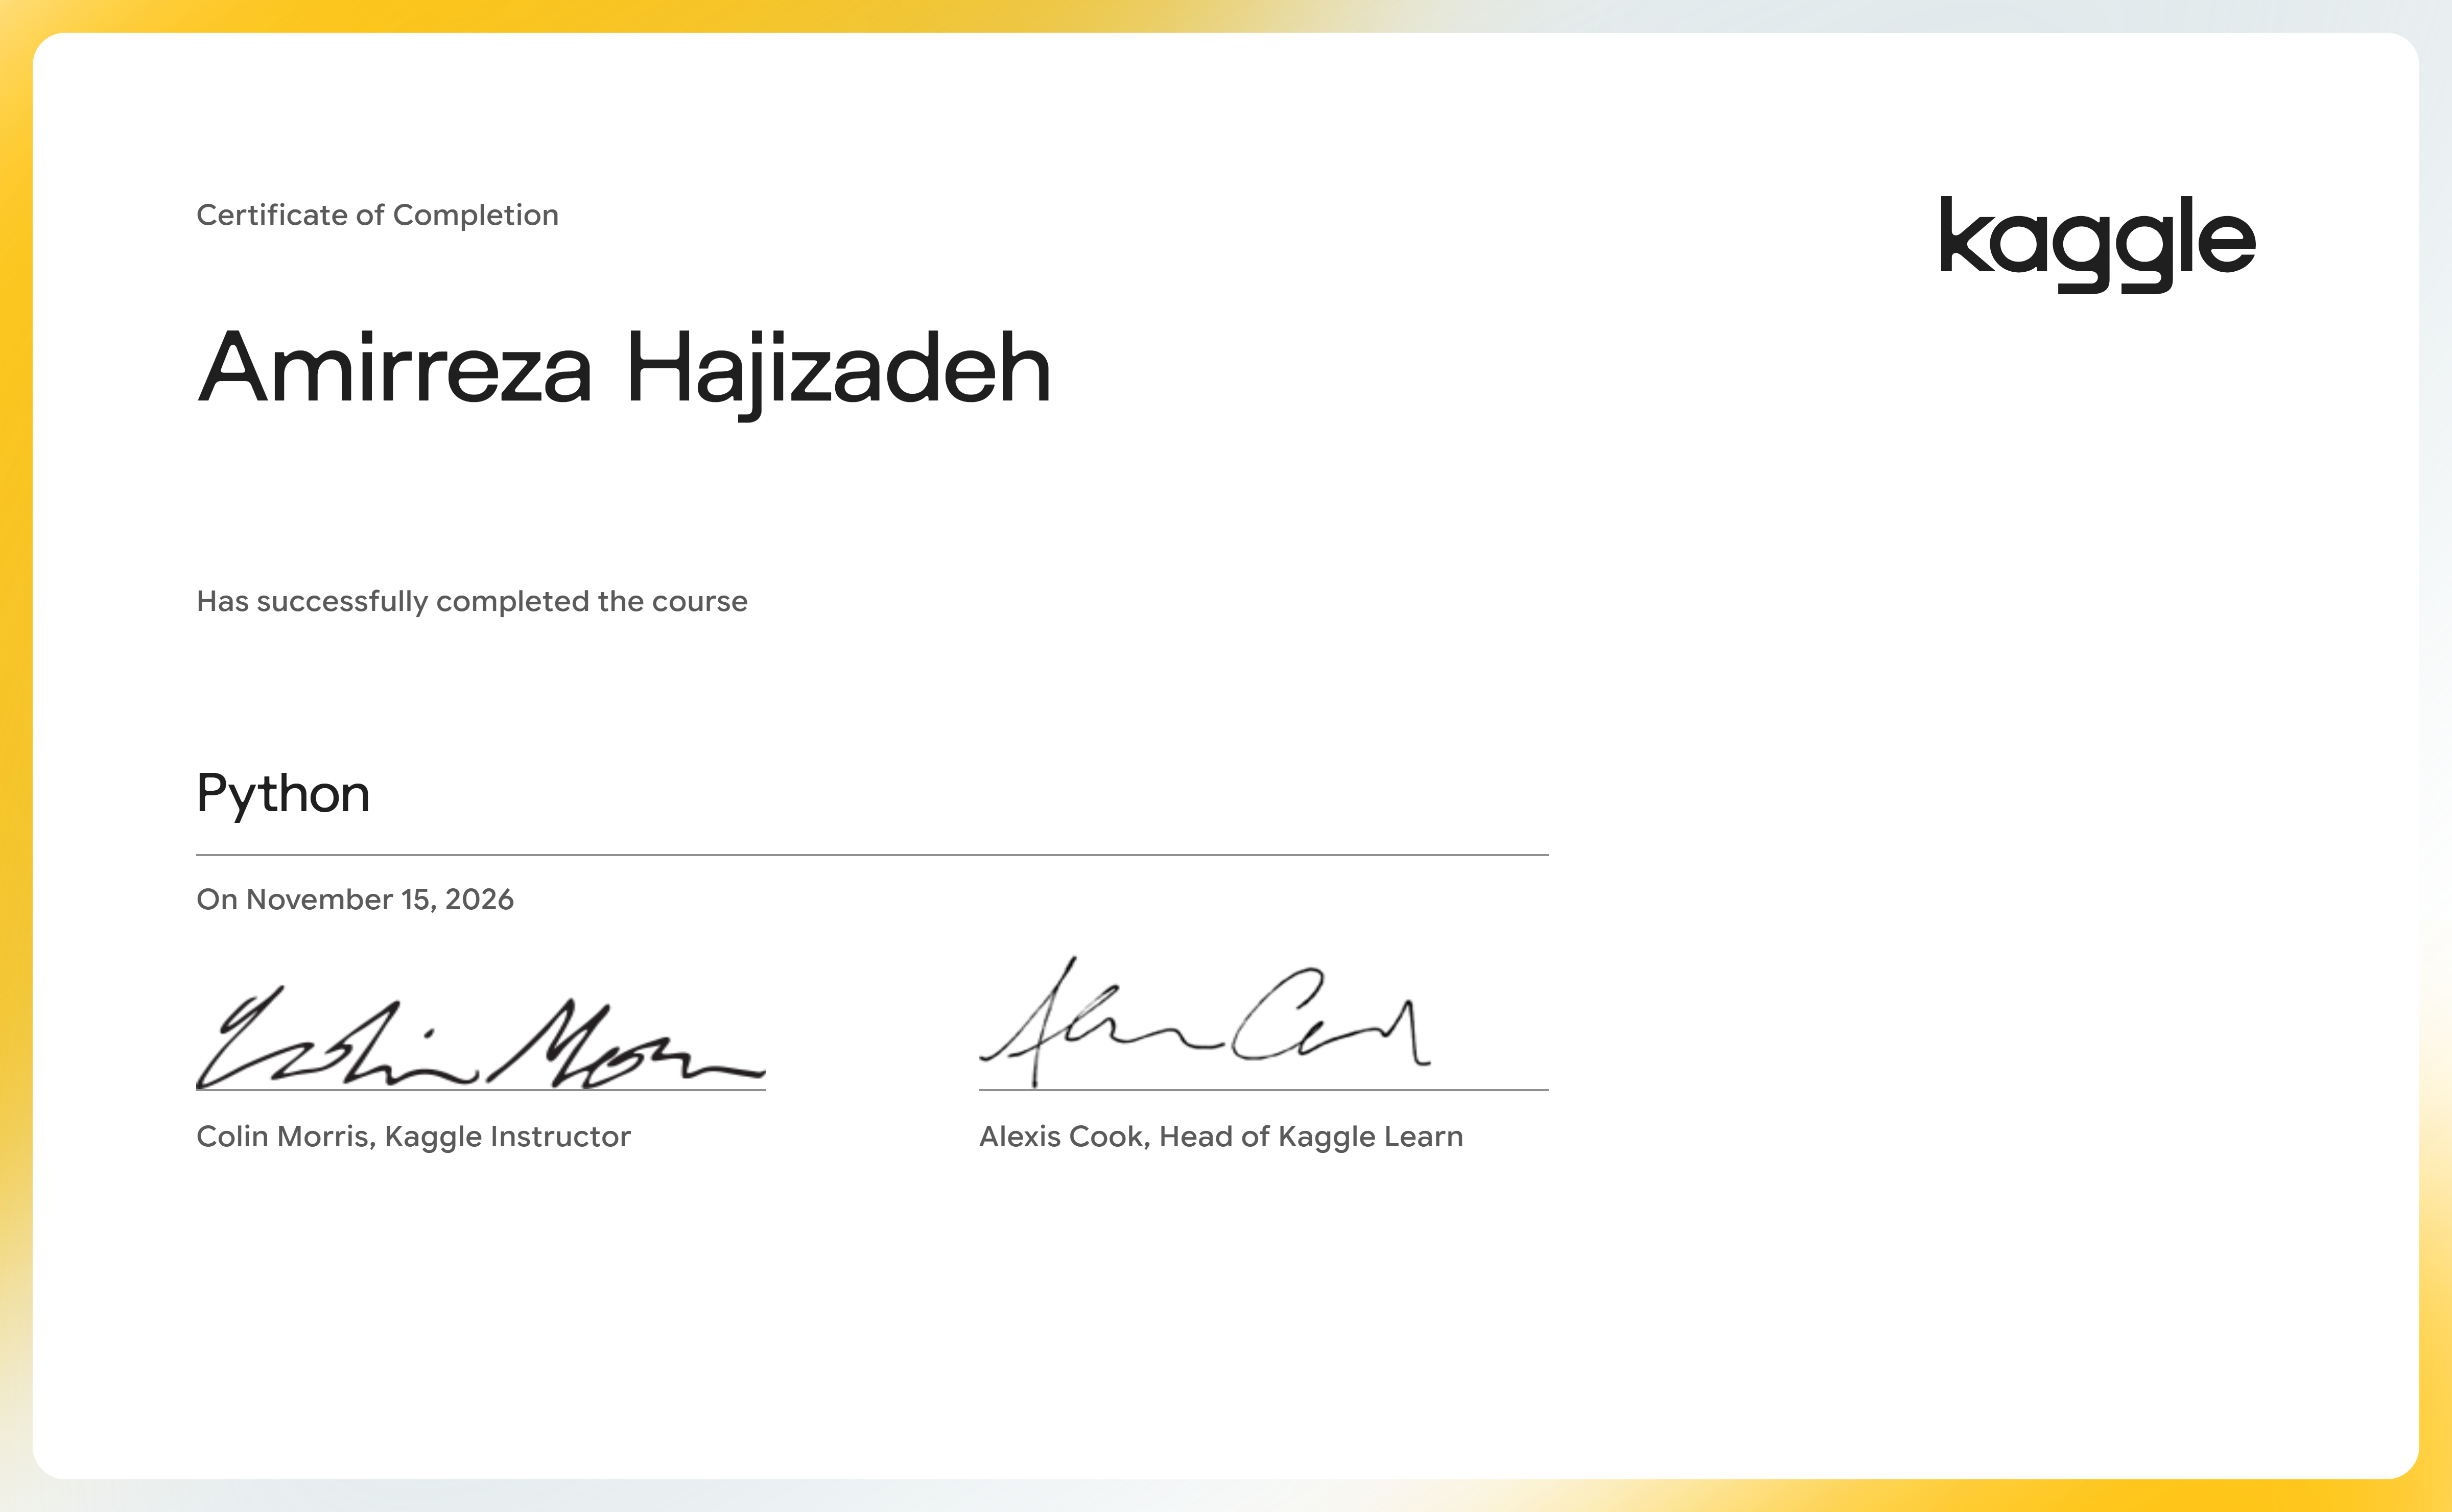 Certificate of Completion
kaggle
Amirreza Hajizadeh
Has successfully completed the course
Python
On November 15, 2026
Colin Morris, Kaggle Instructor
Alexis Cook, Head of Kaggle Learn